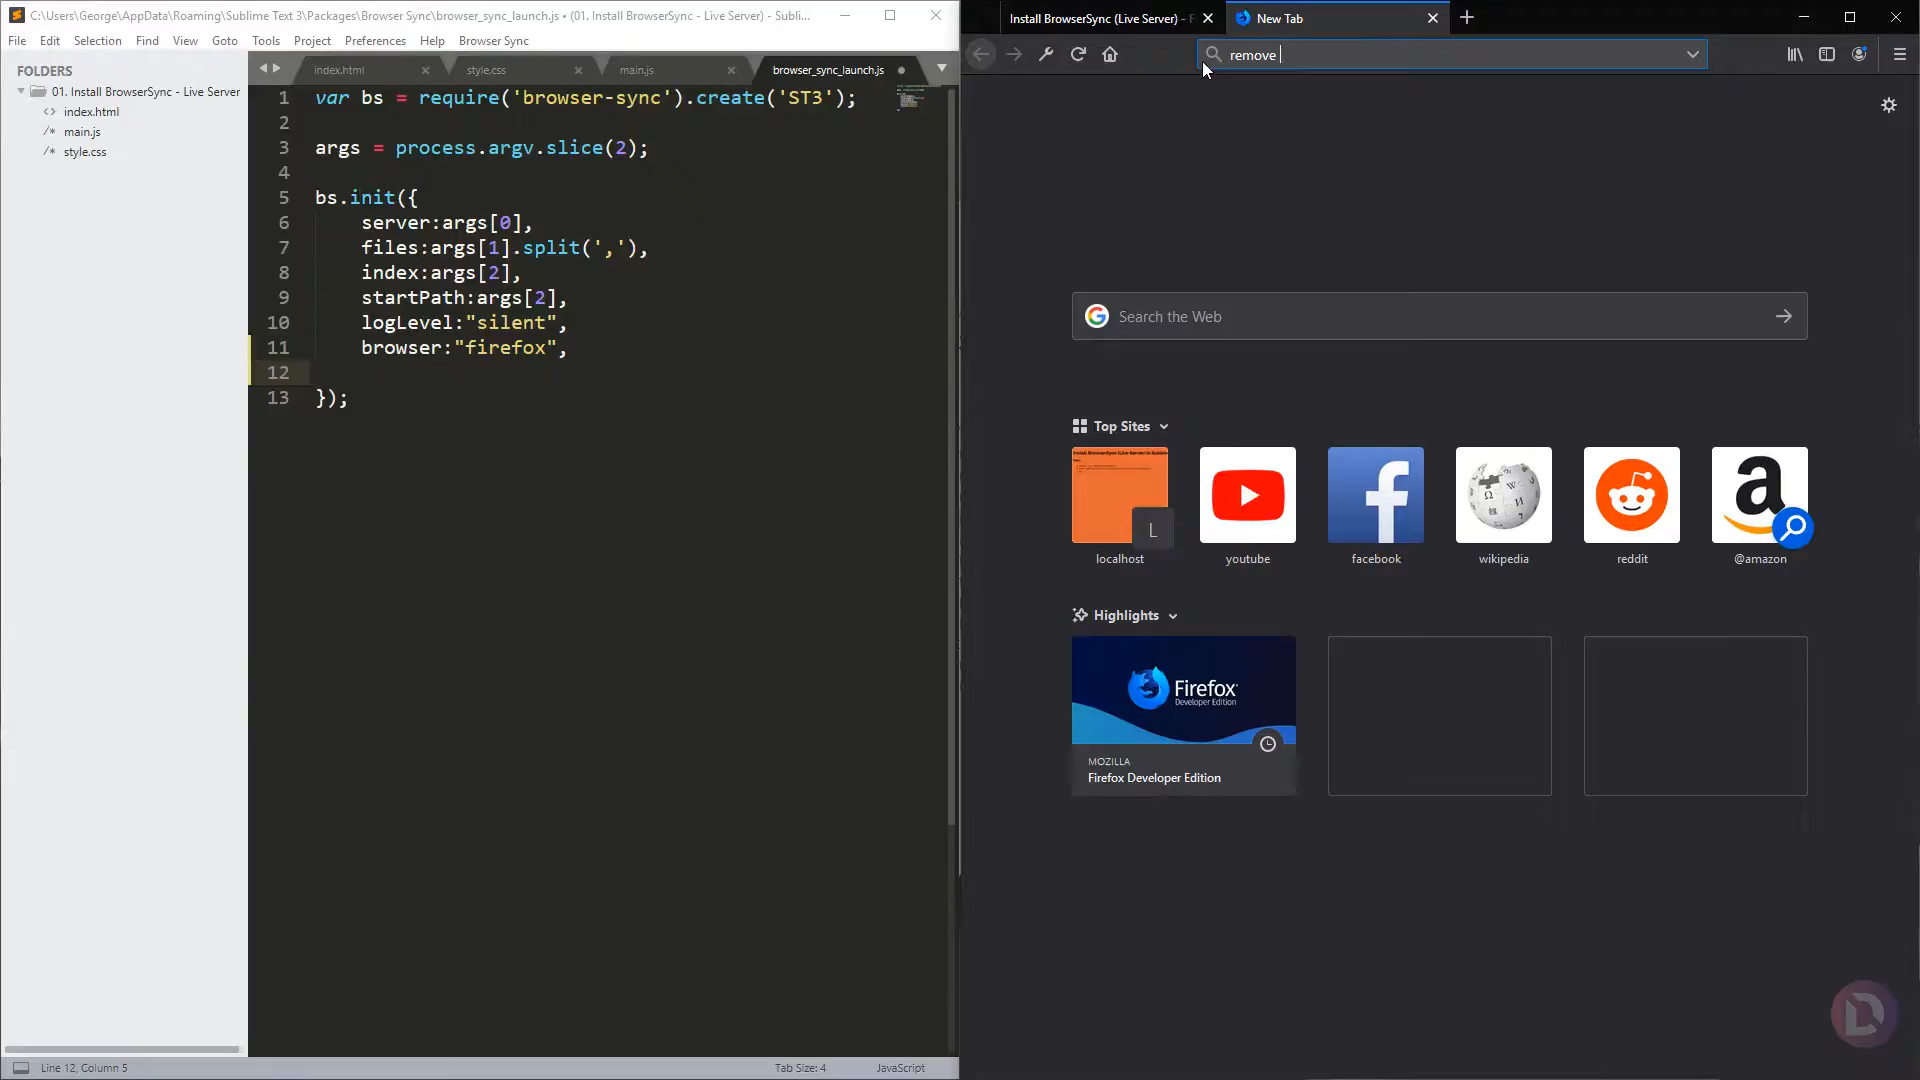 C:\Users\George\AppData\Roaming\Sublime Text 3\Packages\Browser Sync\browser_sync_launch.js • (01. Install BrowserSync - Live Server) - Subli...
File Edit Selection Find View Goto Tools Project Preferences Help Browser Sync
FOLDERS
01. Install BrowserSync - Live Server
index.html
main.js
style.css
index.html
style.css
main.js
browser_sync_launch.js
1 var bs = require('browser-sync').create('ST3');
2
3 args = process.argv.slice(2);
4
5 bs.init({
6 server:args[0],
7 files:args[1].split(','),
8 index:args[2],
9 startPath:args[2],
10 logLevel:"silent",
11 browser:"firefox",
12
13 });
Line 12, Column 5
Tab Size: 4
JavaScript
Install BrowserSync (Live Server) -
New Tab
remove
Search the Web
Top Sites
L
localhost
youtube
facebook
wikipedia
reddit
@amazon
Highlights
Firefox
Developer Edition
MOZILLA
Firefox Developer Edition